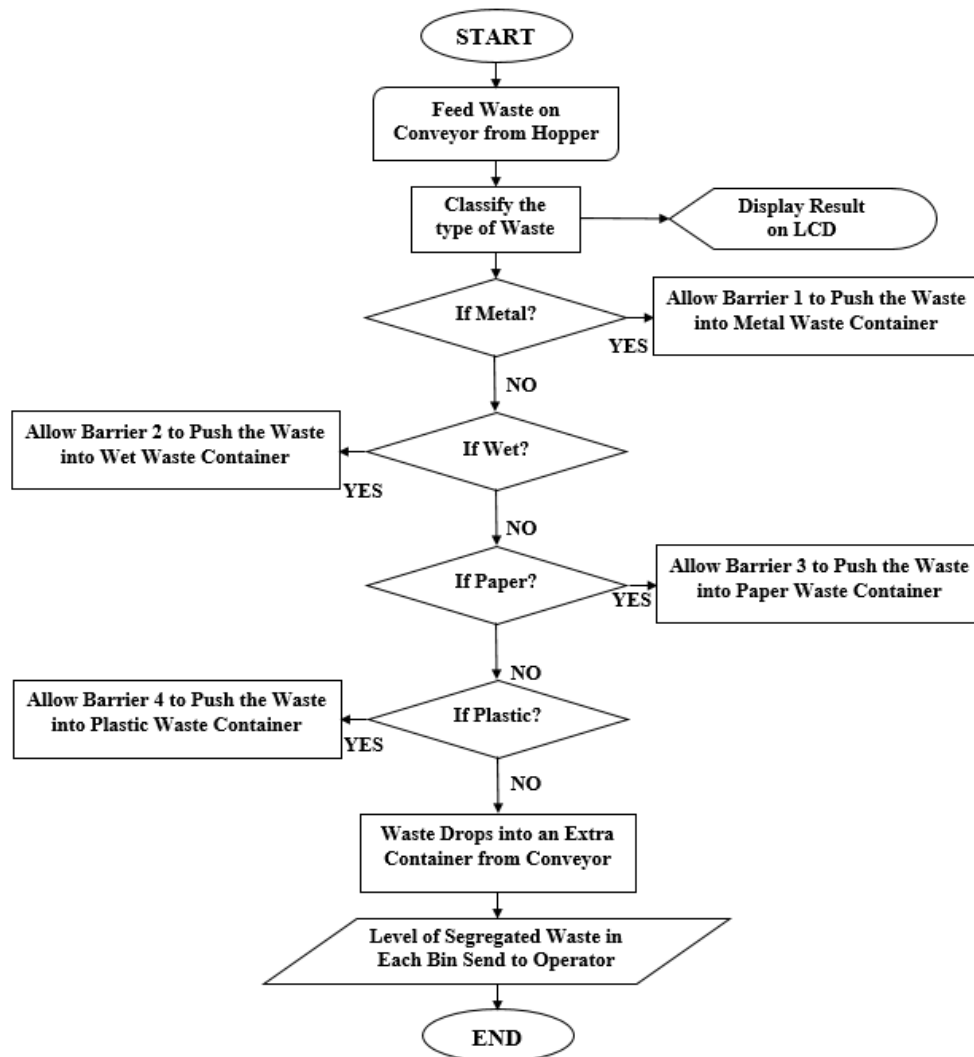 START
Feed Waste on
Conveyor from Hopper
Classify the
type of Waste
Display Result
on LCD
If Metal?
YES
Allow Barrier 1 to Push the Waste
into Metal Waste Container
NO
Allow Barrier 2 to Push the Waste
into Wet Waste Container
YES
If Wet?
NO
If Paper?
YES
Allow Barrier 3 to Push the Waste
into Paper Waste Container
NO
Allow Barrier 4 to Push the Waste
into Plastic Waste Container
YES
If Plastic?
NO
Waste Drops into an Extra
Container from Conveyor
Level of Segregated Waste in
Each Bin Send to Operator
END